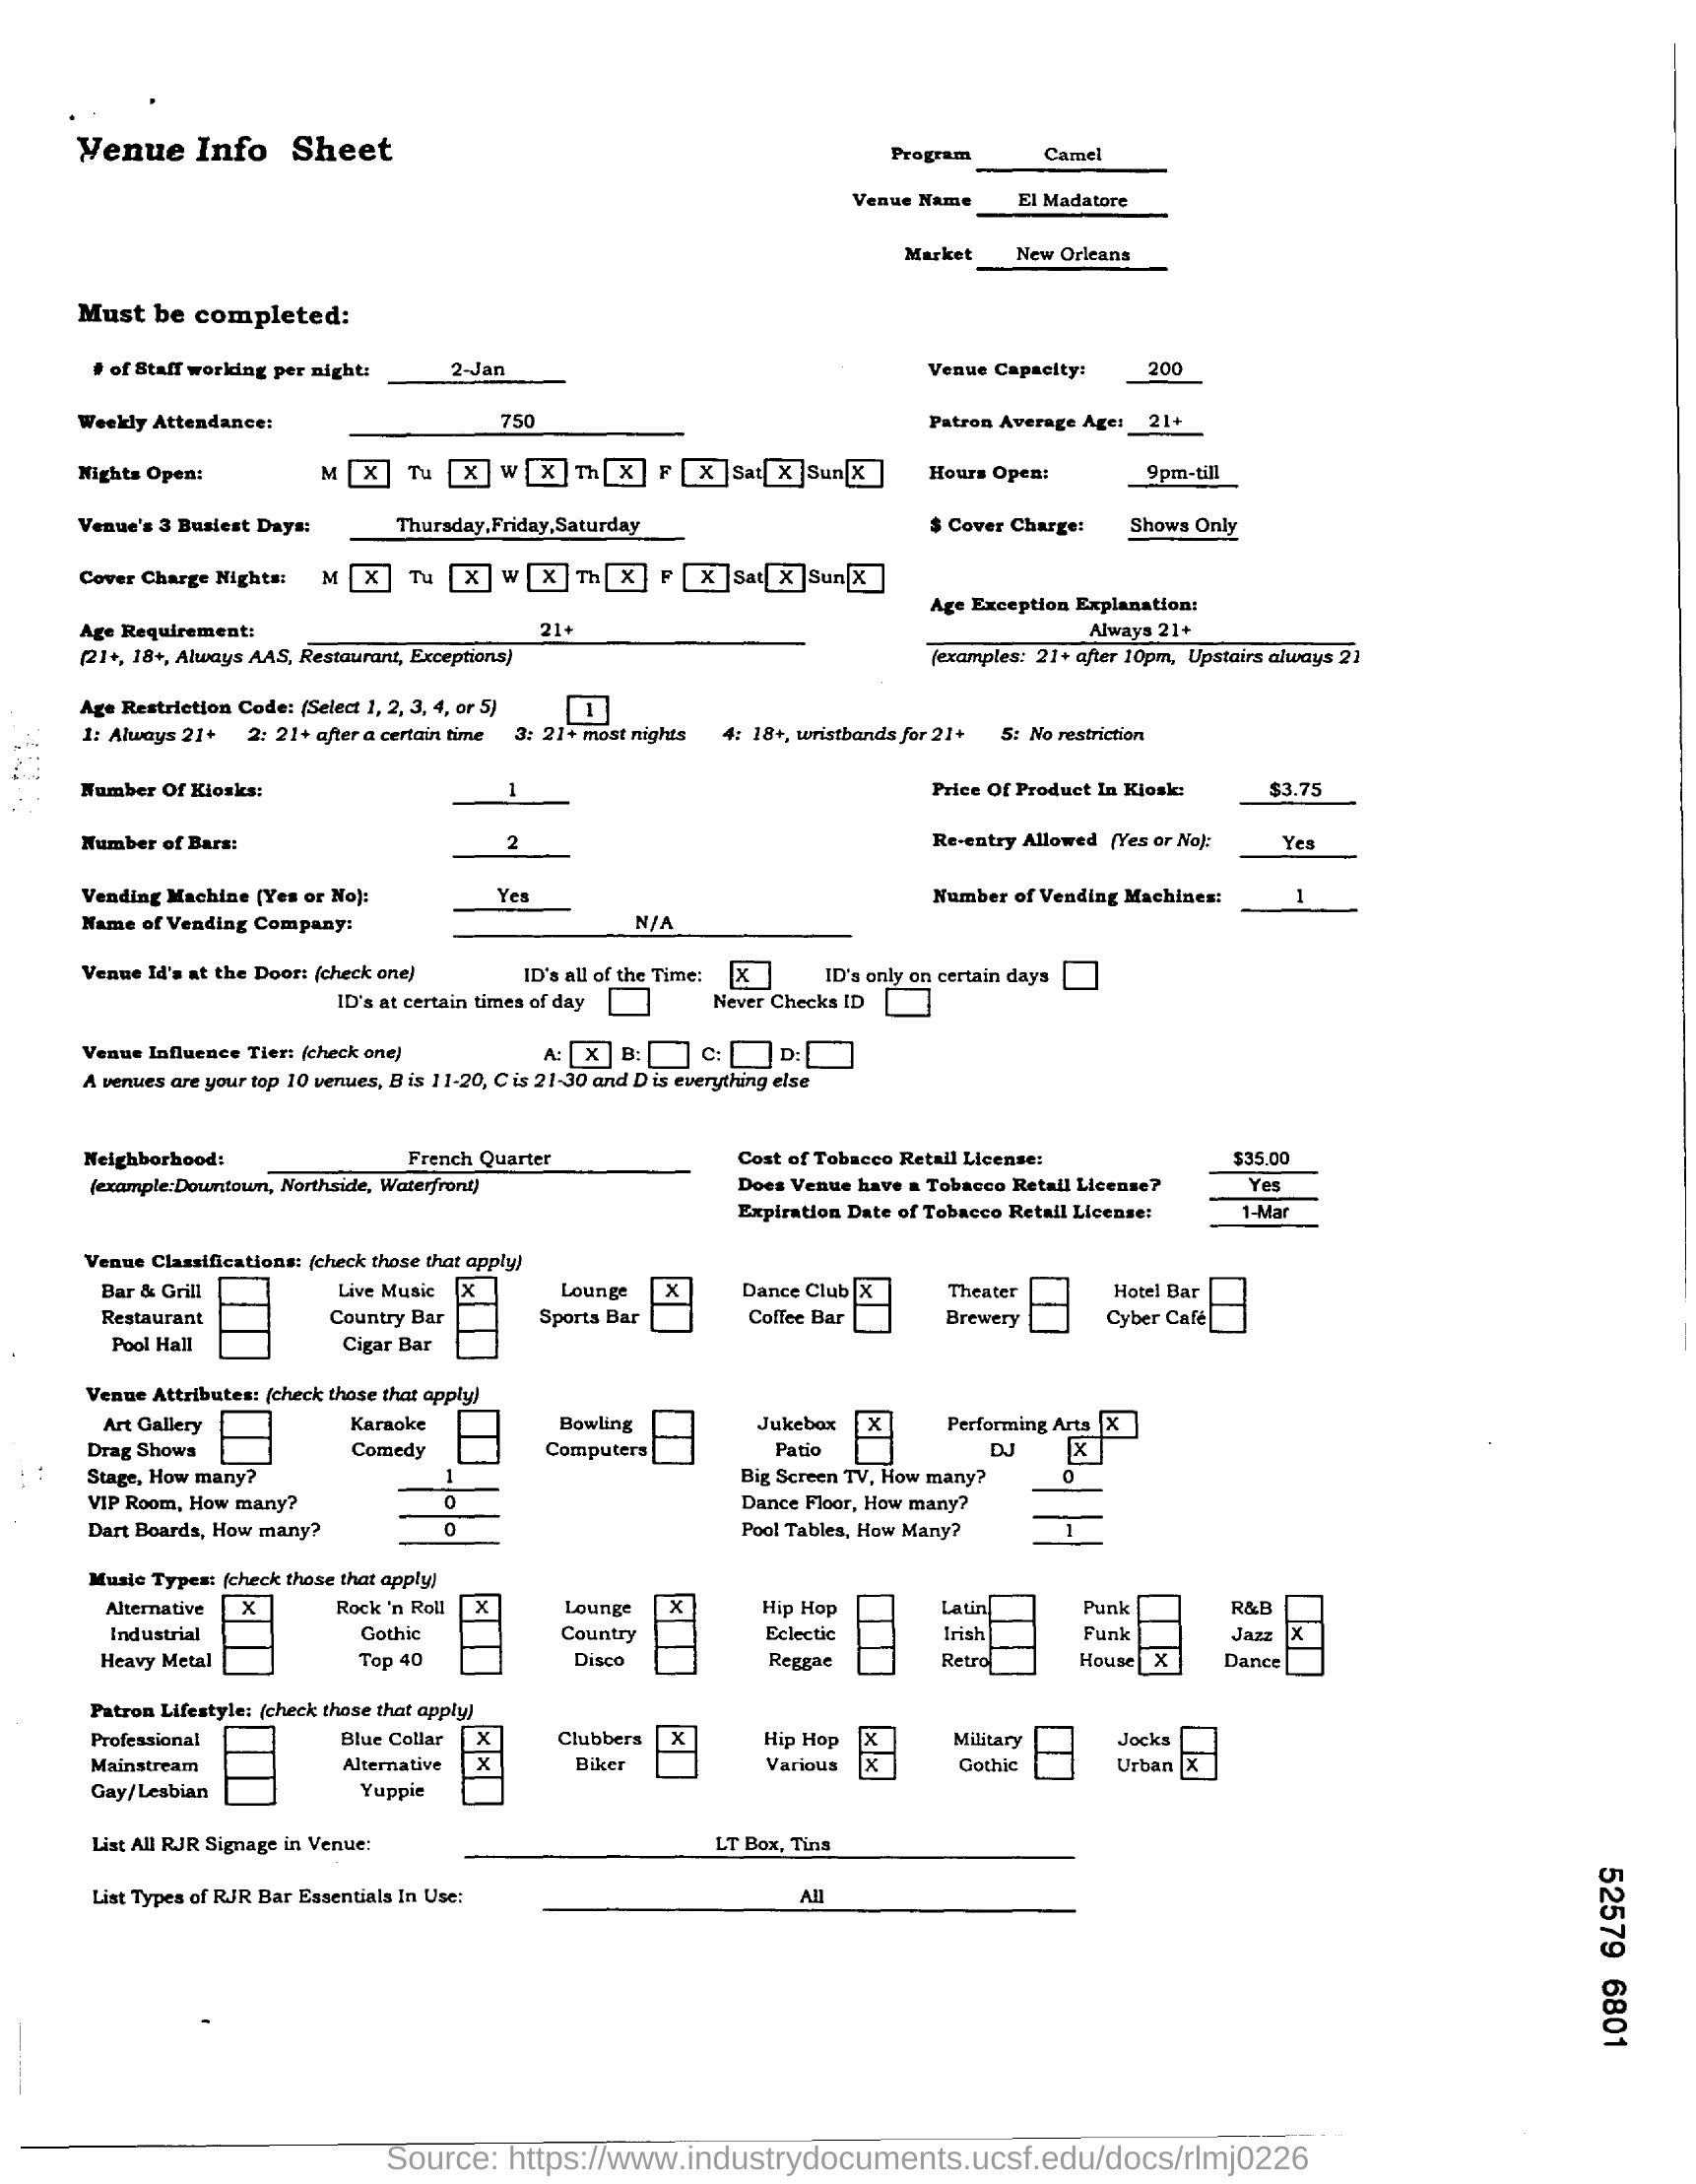 Venue Info Sheet
Program Camel
Venue Name El Madatore
Market New Orleans
Must be completed:
# of Staff working per night: 2-Jan Venue Capacity: 200
Weekly Attendance: 750 Patron Average Age: 21+
Nights Open: M X Tu X W X Th X F X Sat X Sun X Hours Open: 9pm-till
Venue's 3 Busiest Days: Thursday,Friday,Saturday $ Cover Charge: Shows Only
Cover Charge Nights: M X Tu X W X Th X F X Sat X Sun X
Age Exception Explanation:
Age Requirement: 21+ Always 21+
(21+, 18+, Always AAS, Restaurant, Exceptions) (examples: 21+ after 10pm, Upstairs always 21
Age Restriction Code: (Select 1, 2, 3, 4, or 5) 1
1: Always 21+ 2: 21+ after a certain time 3: 21+ most nights 4: 18+, wristbands for 21+ 5: No restriction
Number Of Kiosks: 1 Price Of Product In Kiosk: $3.75
Number of Bars: 2 Re-entry Allowed (Yes or No): Yes
Vending Machine (Yes or No): Yes Number of Vending Machines: 1
Name of Vending Company: N/A
Venue Id's at the Door: (check one) ID's all of the Time: X ID's only on certain days
ID's at certain times of day Never Checks ID
Venue Influence Tier: (check one) A: X B: C: D:
A venues are your top 10 venues, B is 11-20, C is 21-30 and D is everything else
Neighborhood: French Quarter Cost of Tobacco Retail License: $35.00
(example:Downtown, Northside, Waterfront) Does Venue have a Tobacco Retail License? Yes
Expiration Date of Tobacco Retail License: 1-Mar
Venue Classifications: (check those that apply)
Bar & Grill Live Music X Lounge X Dance Club X Theater Hotel Bar
Restaurant Country Bar Sports Bar Coffee Bar Brewery Cyber Café
Pool Hall Cigar Bar
Venue Attributes: (check those that apply)
Art Gallery Karaoke Bowling Jukebox X Performing Arts X
Drag Shows Comedy Computers Patio DJ X
Stage, How many? 1 Big Screen TV, How many? 0
VIP Room, How many? 0 Dance Floor, How many?
Dart Boards, How many? 0 Pool Tables, How Many? 1
Music Types: (check those that apply)
Alternative X Rock 'n Roll X Lounge X Hip Hop Latin Punk R&B
Industrial Gothic Country Eclectic Irish Funk Jazz X
Heavy Metal Top 40 Disco Reggae Retro House X Dance
Patron Lifestyle: (check those that apply)
Professional Blue Collar X Clubbers X Hip Hop X Military Jocks
Mainstream Alternative X Biker Various X Gothic Urban X
Gay/Lesbian Yuppie
List All RJR Signage in Venue: LT Box, Tins
List Types of RJR Bar Essentials In Use: All
52579 6801
Source: https://www.industrydocuments.ucsf.edu/docs/rlmj0226